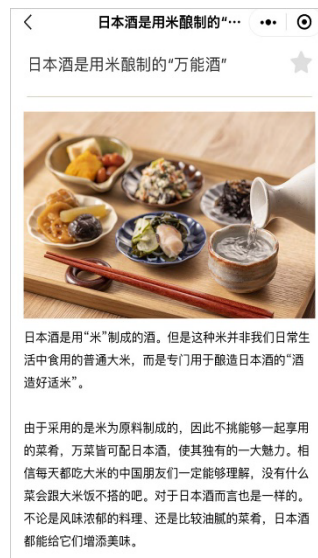 日本酒是用米酿制的“…
日本酒是用米酿制的“万能酒”
日本酒是用“米”制成的酒。但是这种米并非我们日常生
活中食用的普通大米，而是专门用于酿造日本酒的“酒
造好适米”。
由于采用的是米为原料制成的，因此不挑能够一起享用
的菜肴，万菜皆可配日本酒，使其独有的一大魅力。相
信每天都吃大米的中国朋友们一定能够理解，没有什么
菜会跟大米饭不搭的吧。对于日本酒而言也是一样的。
不论是风味浓郁的料理、还是比较油腻的菜肴，日本酒
都能给它们增添美味。